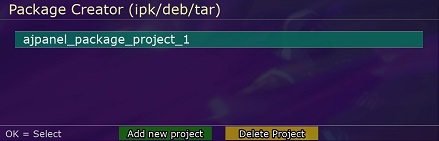 Package Creator (ipk/deb/tar)
ajpanel_package_project_1
OK = Select
Add new project
Delete Project